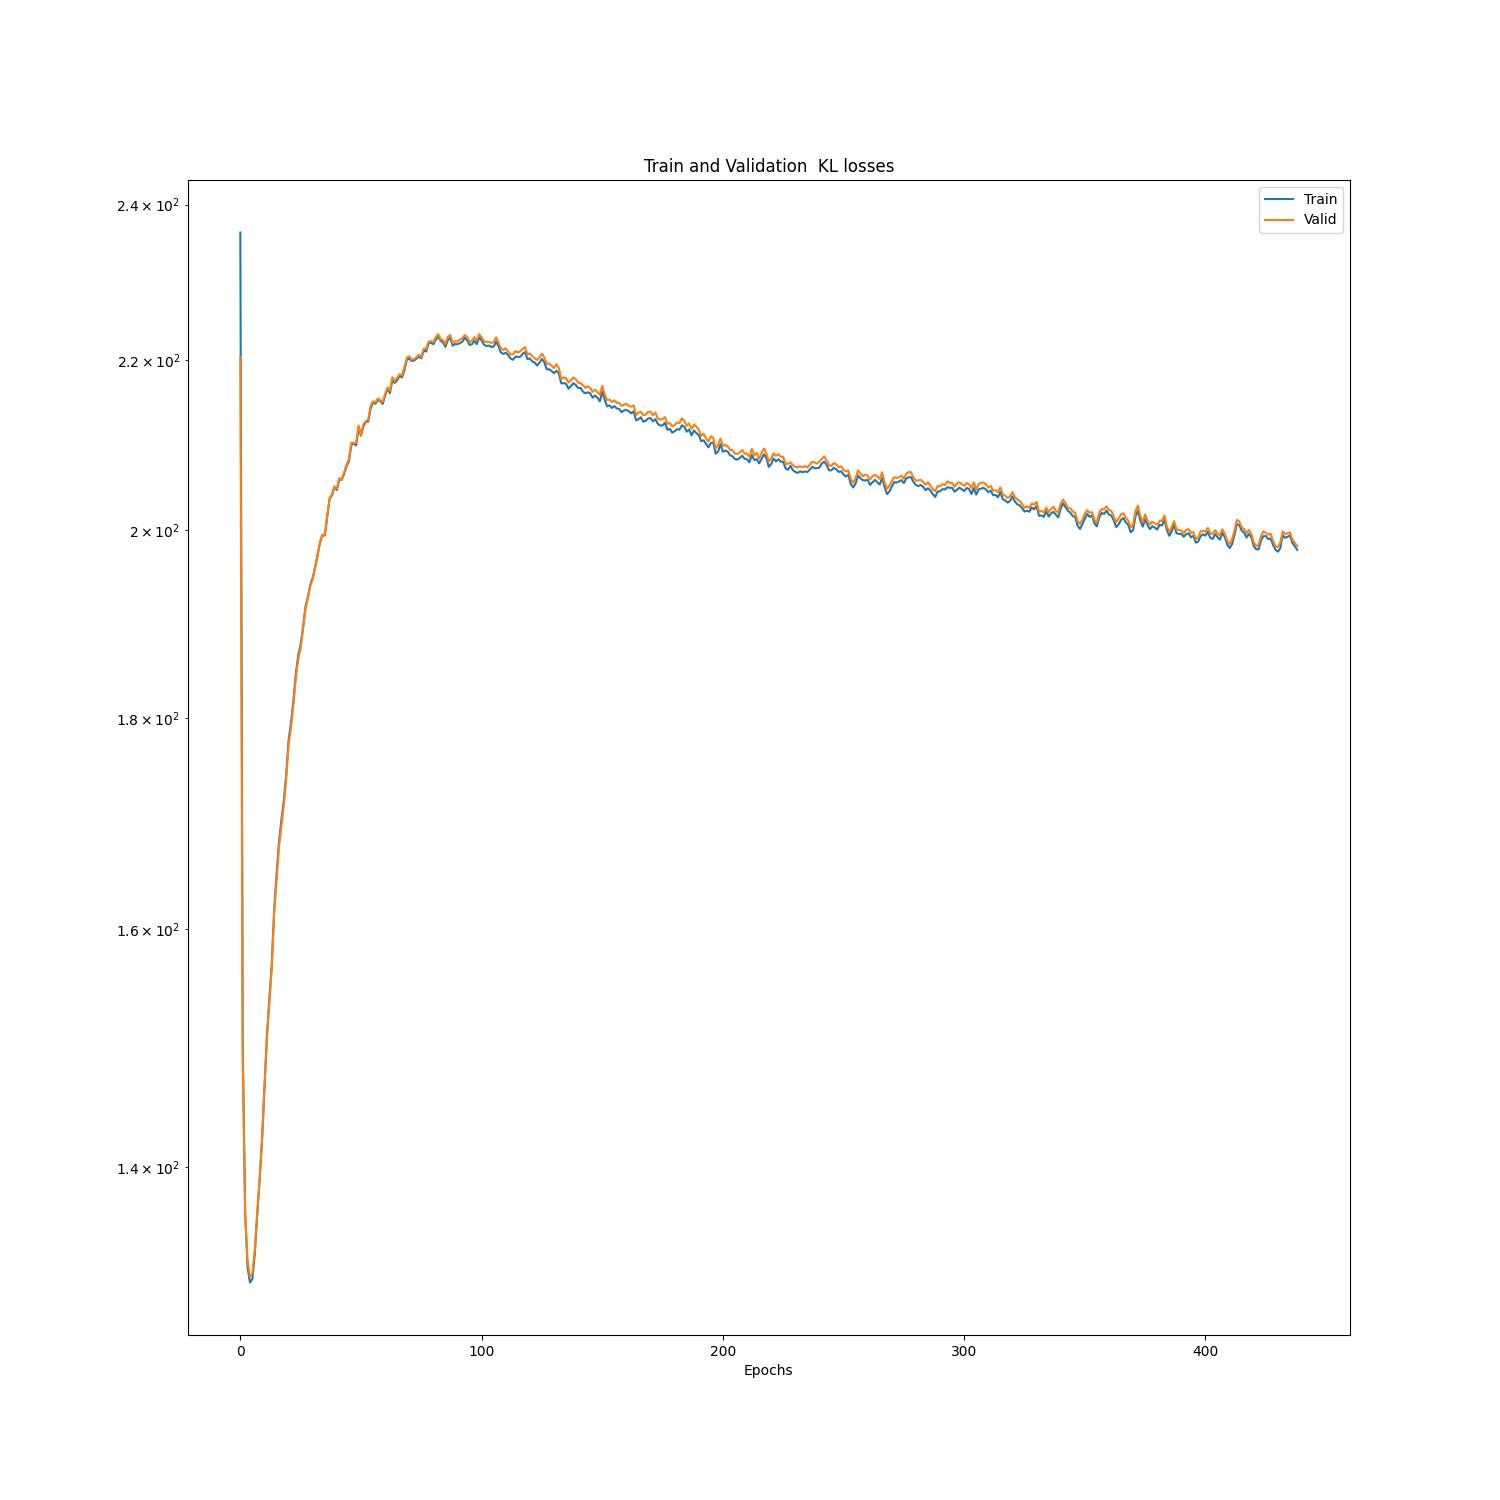 Train and Validation  KL losses
2.4 × 10²
2.2 × 10²
2 × 10²
1.8 × 10²
1.6 × 10²
1.4 × 10²
Train
Valid
0 100 200 300 400
Epochs